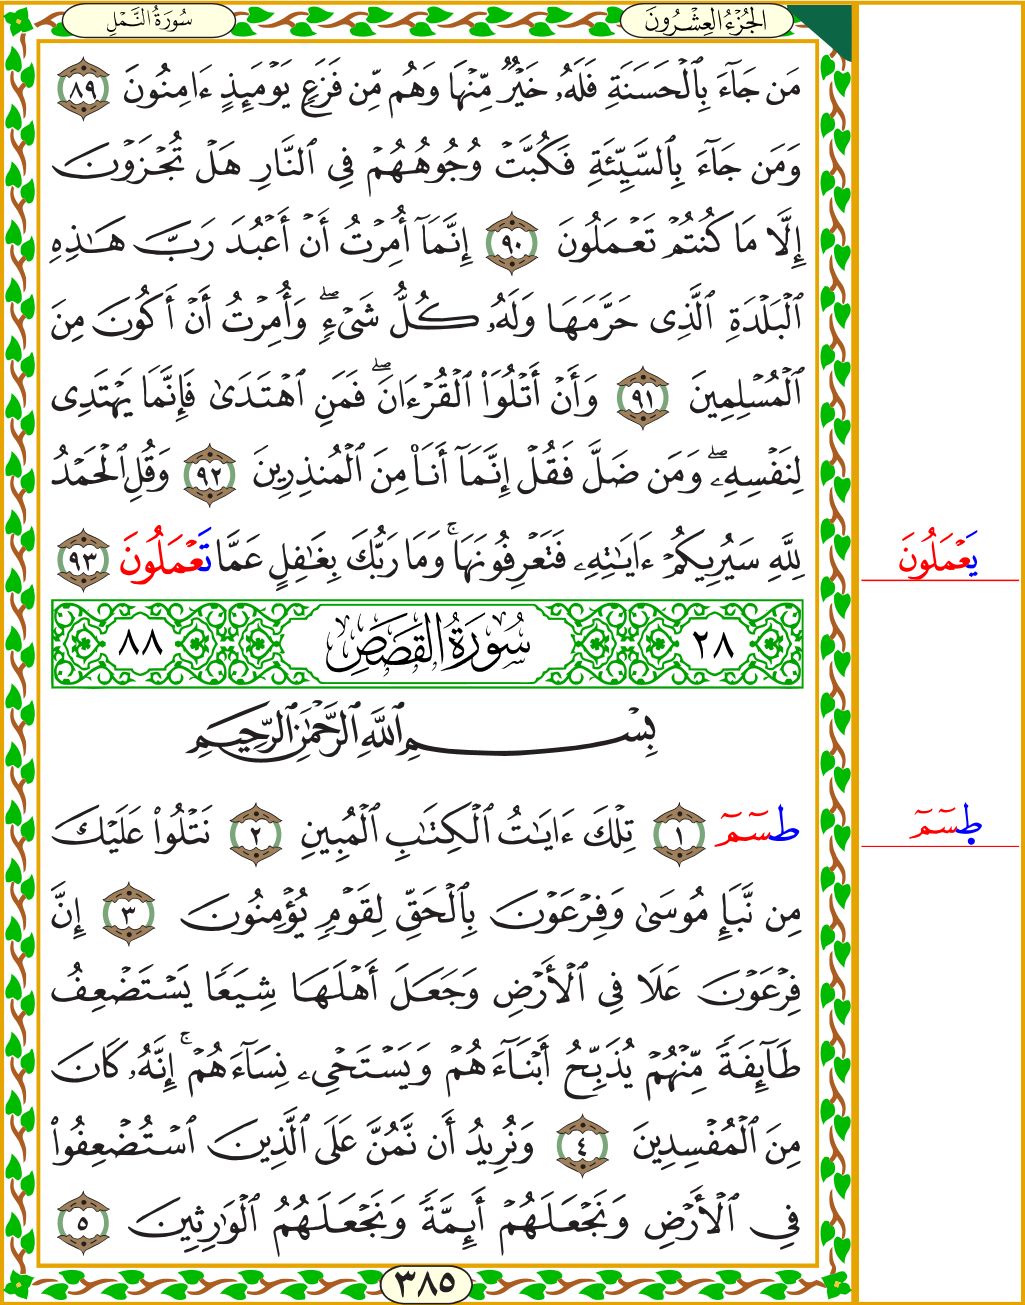 الجُزْءُ العِشْرُونَ
سُورَةُ النَّمْلِ
مَن جَآءَ بِٱلْحَسَنَةِ فَلَهُۥ خَيْرٌ مِّنْهَا وَهُم مِّن فَزَعٍ يَوْمَئِذٍ ءَامِنُونَ ٨٩
وَمَن جَآءَ بِٱلسَّيِّئَةِ فَكُبَّتْ وُجُوهُهُمْ فِى ٱلنَّارِ هَلْ تُجْزَوْنَ
إِلَّا مَا كُنتُمْ تَعْمَلُونَ ٩٠ إِنَّمَآ أُمِرْتُ أَنْ أَعْبُدَ رَبَّ هَـٰذِهِ
ٱلْبَلْدَةِ ٱلَّذِى حَرَّمَهَا وَلَهُۥ كُلُّ شَىْءٍ ۖ وَأُمِرْتُ أَنْ أَكُونَ مِنَ
ٱلْمُسْلِمِينَ ٩١ وَأَنْ أَتْلُوَا۟ ٱلْقُرْءَانَ ۖ فَمَنِ ٱهْتَدَىٰ فَإِنَّمَا يَهْتَدِى
لِنَفْسِهِۦ ۖ وَمَن ضَلَّ فَقُلْ إِنَّمَآ أَنَا۠ مِنَ ٱلْمُنذِرِينَ ٩٢ وَقُلِ ٱلْحَمْدُ
لِلَّهِ سَيُرِيكُمْ ءَايَـٰتِهِۦ فَتَعْرِفُونَهَا ۚ وَمَا رَبُّكَ بِغَـٰفِلٍ عَمَّا تَعْمَلُونَ ٩٣
يَعْمَلُونَ
٢٨ سُورَةُ القَصَصِ ٨٨
بِسْمِ ٱللَّهِ ٱلرَّحْمَـٰنِ ٱلرَّحِيمِ
طسٓمٓ ١ تِلْكَ ءَايَـٰتُ ٱلْكِتَـٰبِ ٱلْمُبِينِ ٢ نَتْلُوا۟ عَلَيْكَ
طسٓمٓ
مِن نَّبَإِ مُوسَىٰ وَفِرْعَوْنَ بِٱلْحَقِّ لِقَوْمٍ يُؤْمِنُونَ ٣ إِنَّ
فِرْعَوْنَ عَلَا فِى ٱلْأَرْضِ وَجَعَلَ أَهْلَهَا شِيَعًا يَسْتَضْعِفُ
طَآئِفَةً مِّنْهُمْ يُذَبِّحُ أَبْنَآءَهُمْ وَيَسْتَحْىِۦ نِسَآءَهُمْ ۚ إِنَّهُۥ كَانَ
مِنَ ٱلْمُفْسِدِينَ ٤ وَنُرِيدُ أَن نَّمُنَّ عَلَى ٱلَّذِينَ ٱسْتُضْعِفُوا۟
فِى ٱلْأَرْضِ وَنَجْعَلَهُمْ أَئِمَّةً وَنَجْعَلَهُمُ ٱلْوَٰرِثِينَ ٥
٣٨٥